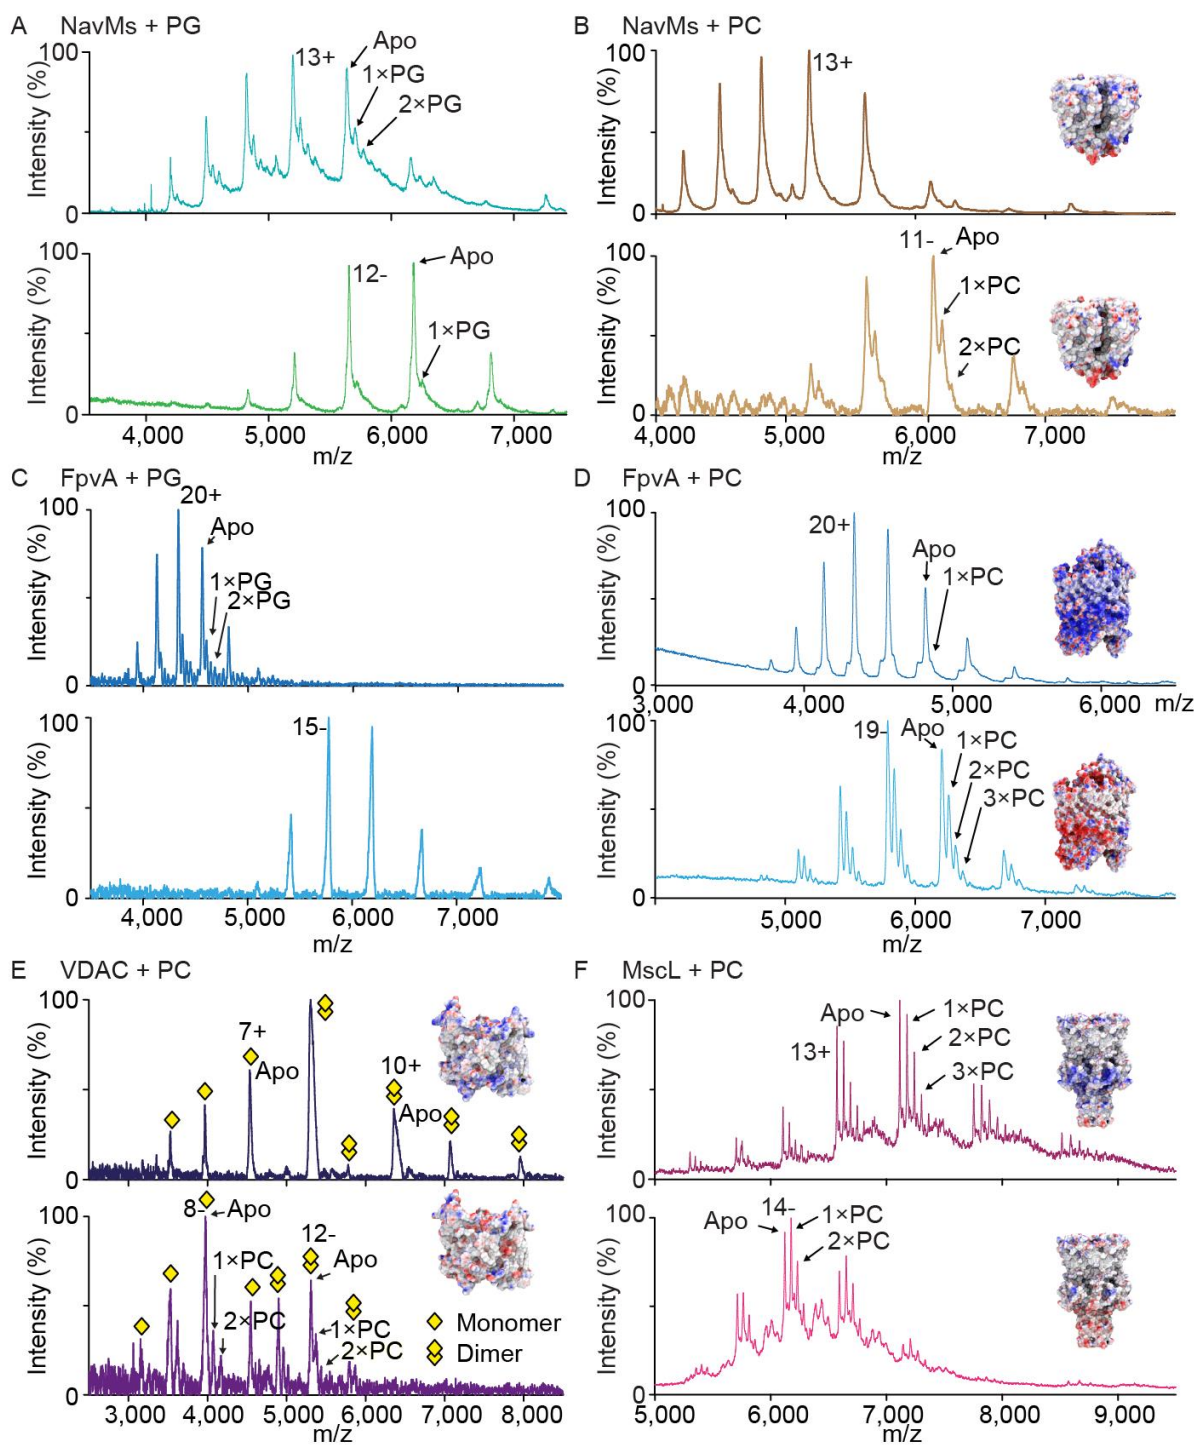 A NavMs + PG
Intensity (%)
100
0
13+
Apo
1×PG
2×PG
Intensity (%)
100
0
12-
Apo
1×PG
4,000 5,000 6,000 7,000
m/z
B NavMs + PC
Intensity (%)
100
0
13+
Intensity (%)
100
0
11-
Apo
1×PC
2×PC
4,000 5,000 6,000 7,000
m/z
C FpvA + PG
Intensity (%)
100
0
20+
Apo
1×PG
2×PG
Intensity (%)
100
0
15-
4,000 5,000 6,000 7,000
m/z
D FpvA + PC
Intensity (%)
100
0
20+
Apo
1×PC
3,000 4,000 5,000 6,000 m/z
Intensity (%)
100
0
19-
Apo
1×PC
2×PC
3×PC
5,000 6,000 7,000
m/z
E VDAC + PC
Intensity (%)
100
0
7+
Apo
10+
Apo
Intensity (%)
100
0
8-
Apo
1×PC
2×PC
12-
Apo
1×PC
2×PC
Monomer
Dimer
3,000 4,000 5,000 6,000 7,000 8,000
m/z
F MscL + PC
Intensity (%)
100
0
13+
Apo
1×PC
2×PC
3×PC
Intensity (%)
100
0
14-
Apo
1×PC
2×PC
5,000 6,000 7,000 8,000 9,000
m/z